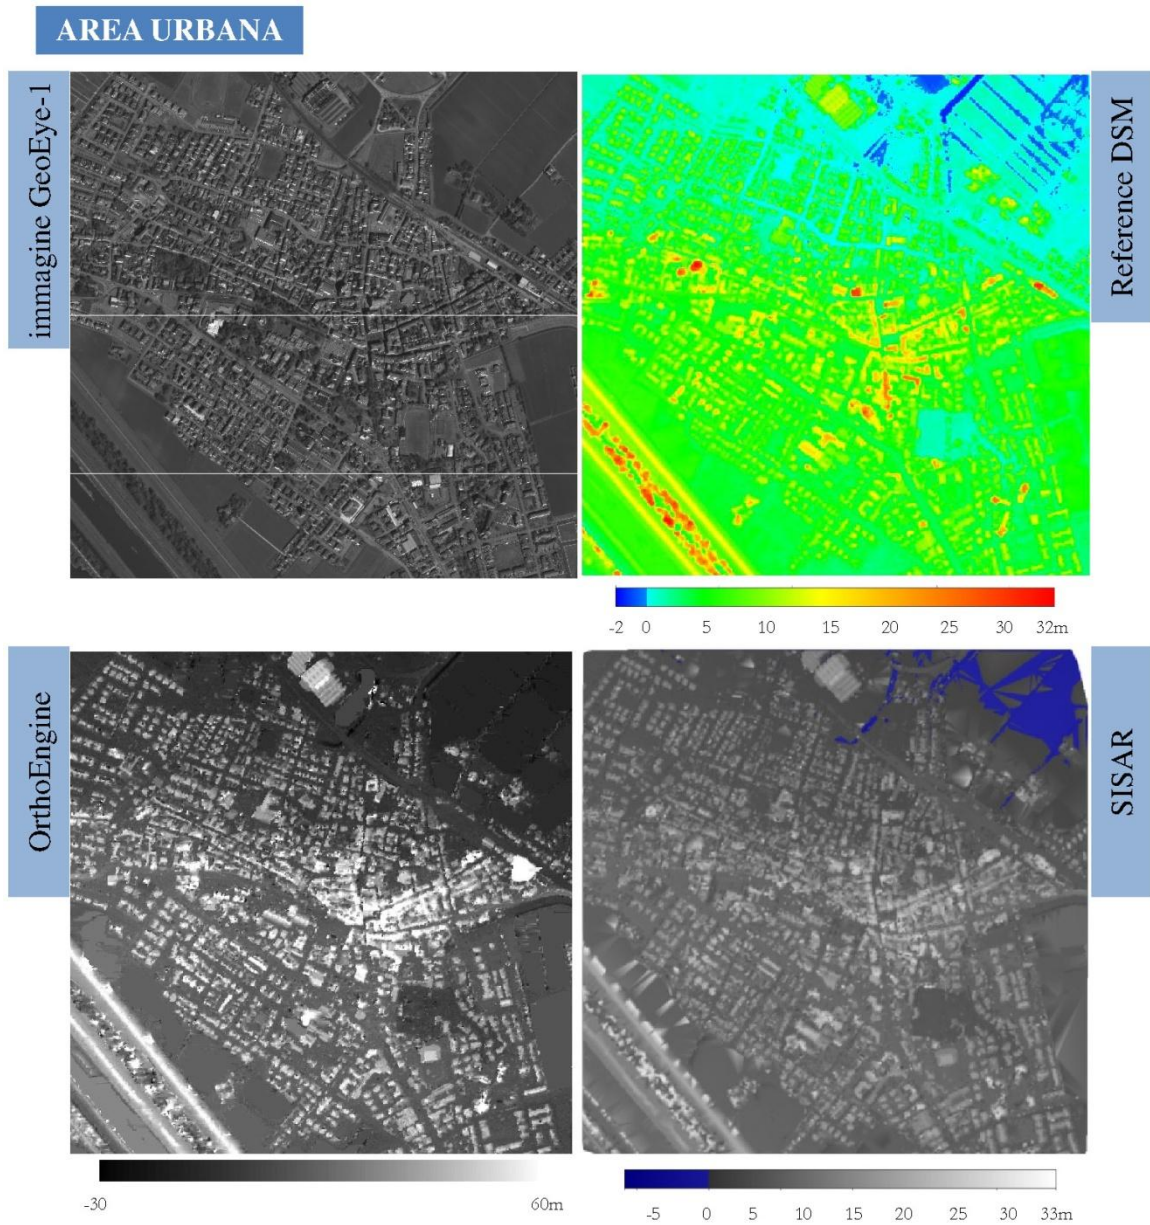 AREA URBANA
immagine GeoEye-1
Reference DSM
-2 0 5 10 15 20 25 30 32m
OrthoEngine
SISAR
-30 60m
-5 0 5 10 15 20 25 30 33m